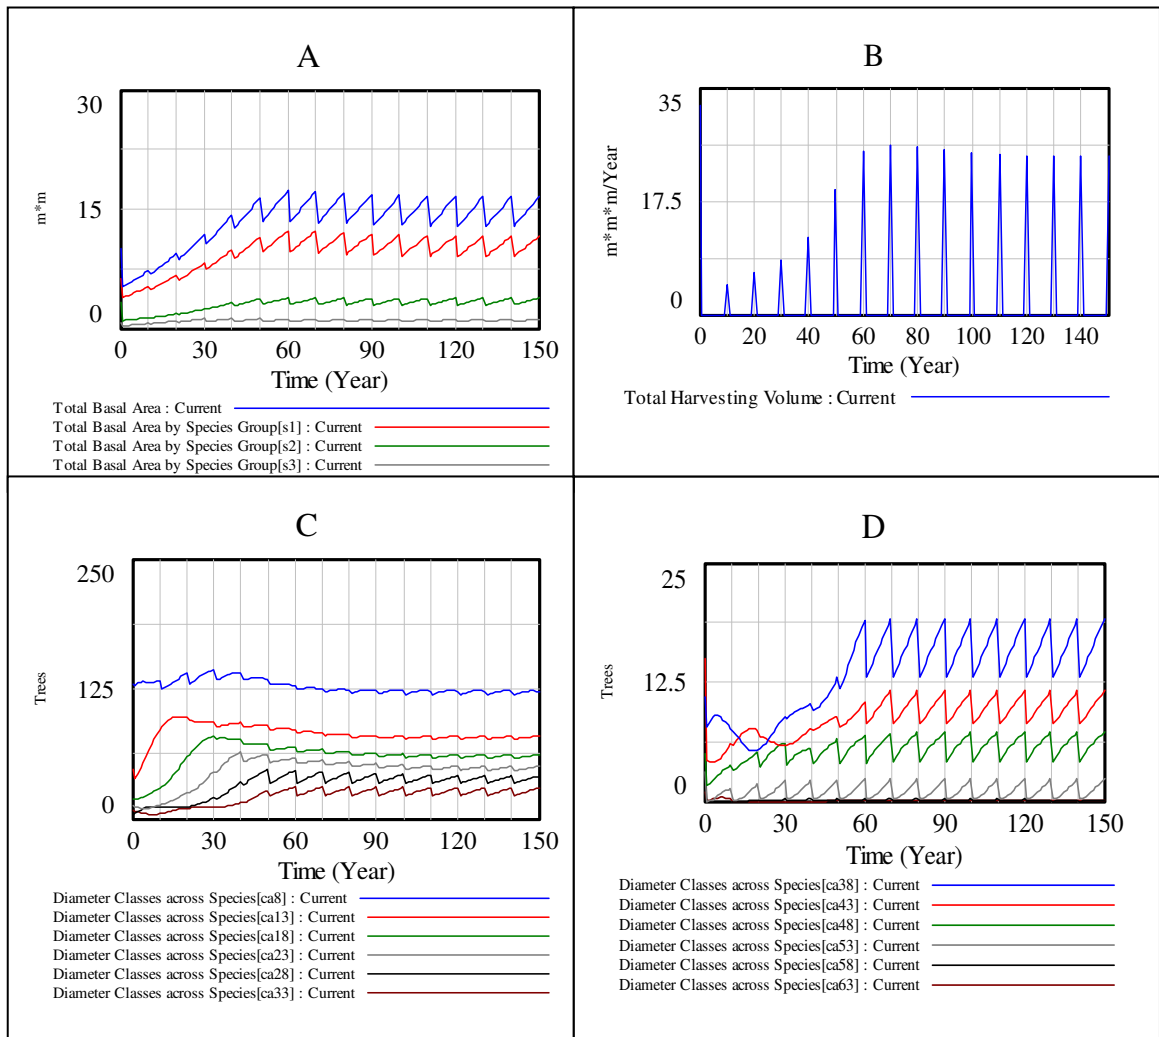 A
30
15
0
m*m
0 30 60 90 120 150
Time (Year)
Total Basal Area : Current
Total Basal Area by Species Group[s1] : Current
Total Basal Area by Species Group[s2] : Current
Total Basal Area by Species Group[s3] : Current
B
35
17.5
0
m*m*m/Year
0 20 40 60 80 100 120 140
Time (Year)
Total Harvesting Volume : Current
C
250
125
0
Trees
0 30 60 90 120 150
Time (Year)
Diameter Classes across Species[ca8] : Current
Diameter Classes across Species[ca13] : Current
Diameter Classes across Species[ca18] : Current
Diameter Classes across Species[ca23] : Current
Diameter Classes across Species[ca28] : Current
Diameter Classes across Species[ca33] : Current
D
25
12.5
0
Trees
0 30 60 90 120 150
Time (Year)
Diameter Classes across Species[ca38] : Current
Diameter Classes across Species[ca43] : Current
Diameter Classes across Species[ca48] : Current
Diameter Classes across Species[ca53] : Current
Diameter Classes across Species[ca58] : Current
Diameter Classes across Species[ca63] : Current